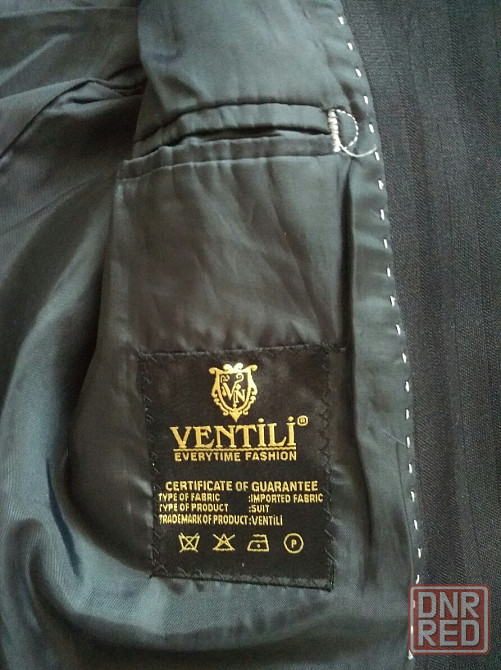 VN
VENTİLİ®
EVERYTIME FASHION
CERTIFICATE OF GUARANTEE
TYPE OF FABRIC :IMPORTED FABRIC
TYPE OF PRODUCT :SUIT
TRADEMARK OF PRODUCT:VENTİLİ
P
DNR
RED